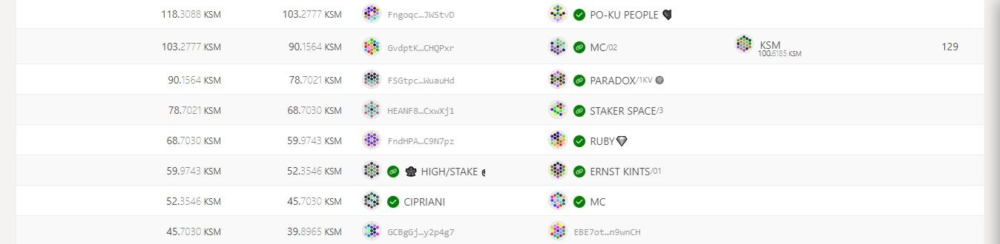 118.3088 KSM 103.2777 KSM Fngoqc…JWStvD PO-KU PEOPLE
103.2777 KSM 90.1564 KSM GvdptK…CHQPxr MC/02 KSM 129
100.6185 KSM
90.1564 KSM 78.7021 KSM FSGtpc…WuauHd PARADOX/1KV
78.7021 KSM 68.7030 KSM HEANF8…CxwXj1 STAKER SPACE/3
68.7030 KSM 59.9743 KSM FndHPA…C9N7pz RUBY
59.9743 KSM 52.3546 KSM HIGH/STAKE ERNST KINTS/01
52.3546 KSM 45.7030 KSM CIPRIANI MC
45.7030 KSM 39.8965 KSM GCBgGj…y2p4g7 EBE7ot…n9wnCH